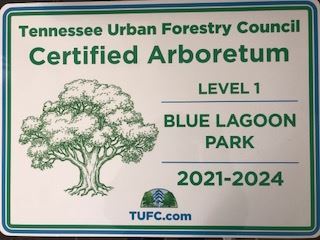 Tennessee Urban Forestry Council
Certified Arboretum
LEVEL 1
BLUE LAGOON
PARK
2021-2024
TUFC.com